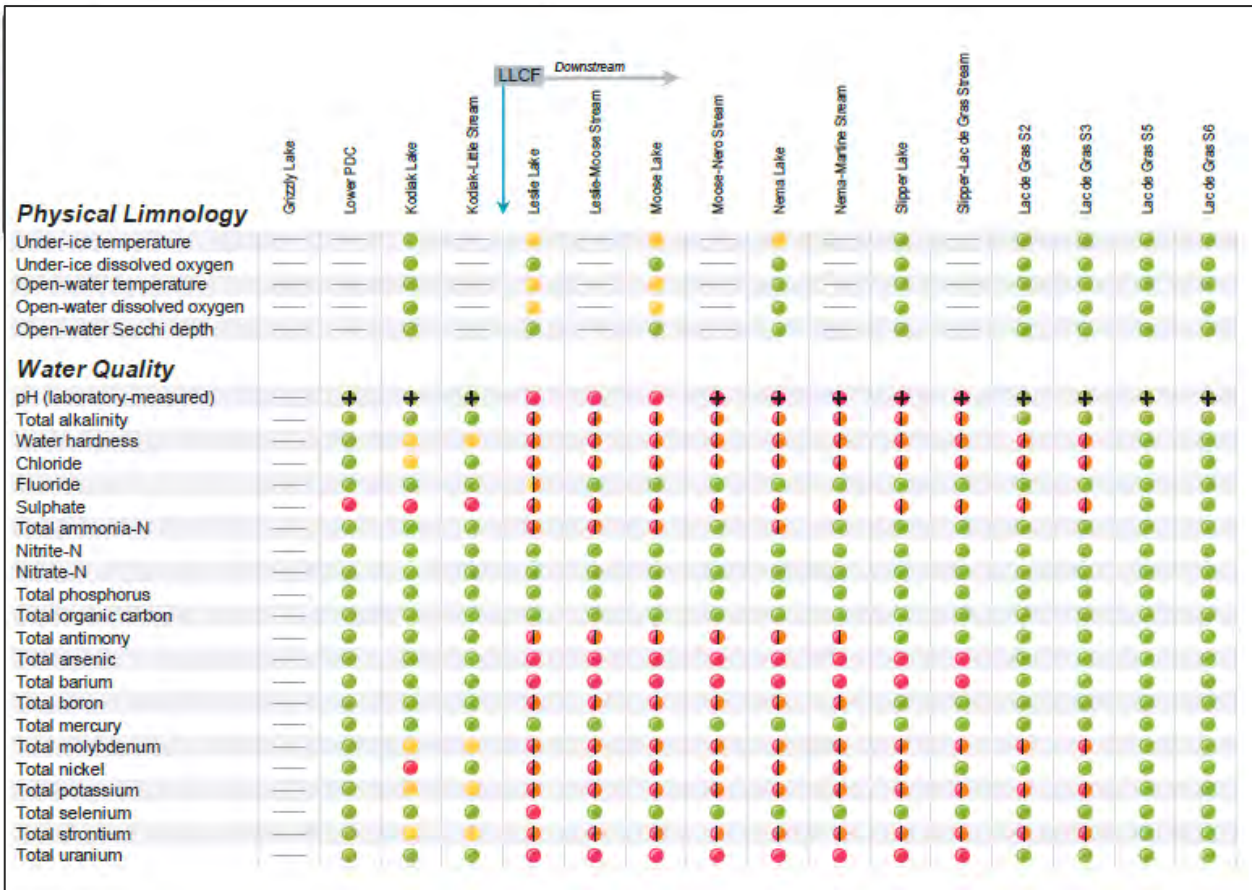 LLCF
Downstream
Grizzly Lake
Lower PDC
Kodiak Lake
Kodiak-Little Stream
Leslie Lake
Leslie-Moose Stream
Moose Lake
Moose-Nero Stream
Nema Lake
Nema-Martine Stream
Slipper Lake
Slipper-Lac de Gras Stream
Lac de Gras S2
Lac de Gras S3
Lac de Gras S5
Lac de Gras S6
Physical Limnology
Under-ice temperature
Under-ice dissolved oxygen
Open-water temperature
Open-water dissolved oxygen
Open-water Secchi depth
Water Quality
pH (laboratory-measured)
Total alkalinity
Water hardness
Chloride
Fluoride
Sulphate
Total ammonia-N
Nitrite-N
Nitrate-N
Total phosphorus
Total organic carbon
Total antimony
Total arsenic
Total barium
Total boron
Total mercury
Total molybdenum
Total nickel
Total potassium
Total selenium
Total strontium
Total uranium